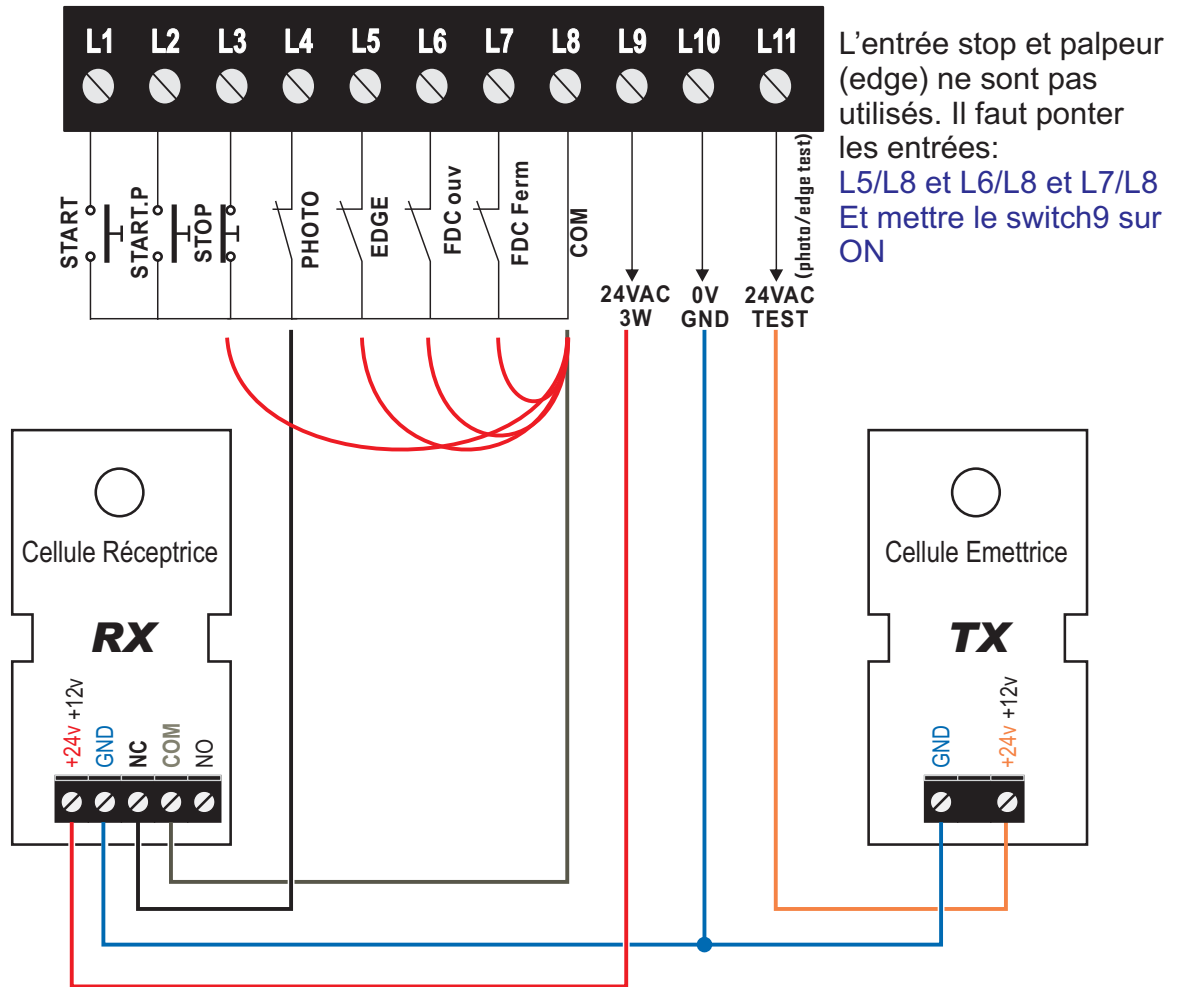 L1 L2 L3 L4 L5 L6 L7 L8 L9 L10 L11
L'entrée stop et palpeur
(edge) ne sont pas
utilisés. Il faut ponter
les entrées:
L5/L8 et L6/L8 et L7/L8
Et mettre le switch9 sur
ON
START
START.P
STOP
PHOTO
EDGE
FDC ouv
FDC Ferm
COM
(photo/edge test)
24VAC
3W
0V
GND
24VAC
TEST
Cellule Réceptrice
RX
+24v +12v
GND
NC
COM
NO
Cellule Emettrice
TX
GND
+24v +12v